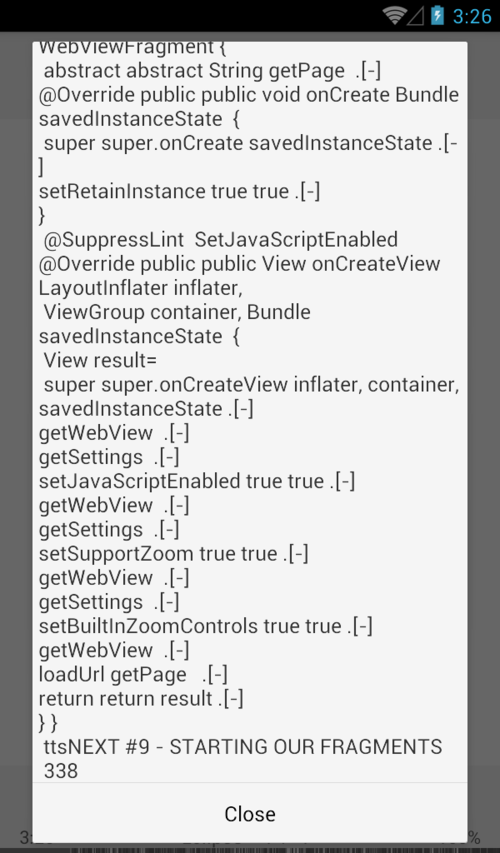 3:26
WebViewFragment {
abstract abstract String getPage  .[-]
@Override public public void onCreate Bundle
savedInstanceState  {
super super.onCreate savedInstanceState .[-
]
setRetainInstance true true .[-]
}
@SuppressLint  SetJavaScriptEnabled
@Override public public View onCreateView
LayoutInflater inflater,
ViewGroup container, Bundle
savedInstanceState  {
View result=
super super.onCreateView inflater, container,
savedInstanceState .[-]
getWebView  .[-]
getSettings  .[-]
setJavaScriptEnabled true true .[-]
getWebView  .[-]
getSettings  .[-]
setSupportZoom true true .[-]
getWebView  .[-]
getSettings  .[-]
setBuiltInZoomControls true true .[-]
getWebView  .[-]
loadUrl getPage   .[-]
return return result .[-]
} }
ttsNEXT #9 - STARTING OUR FRAGMENTS
338
Close